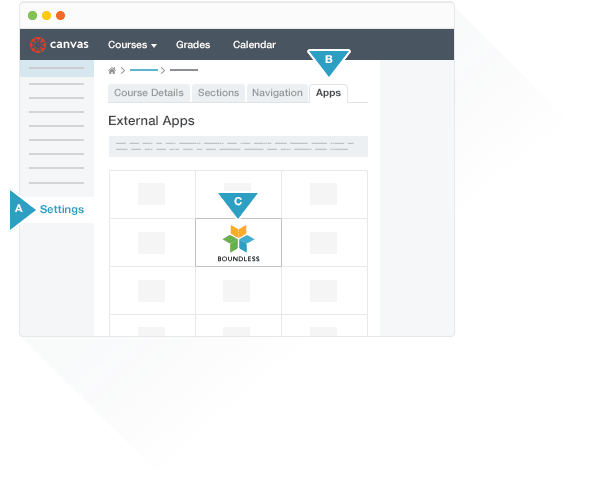 canvas Courses Grades Calendar
B
Course Details Sections Navigation Apps
External Apps
A Settings
C
BOUNDLESS